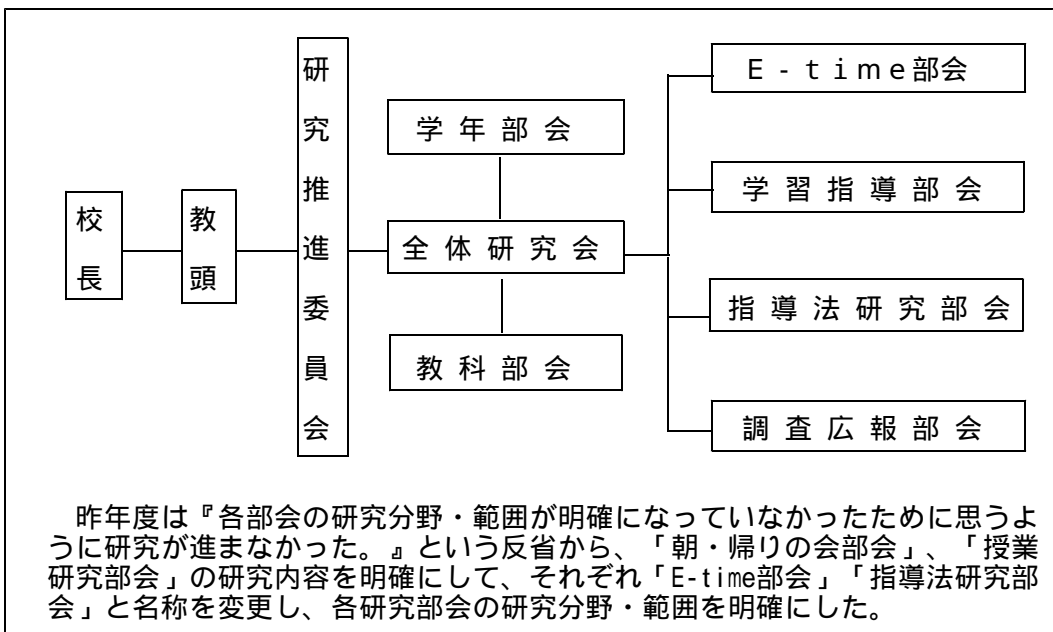 校長
教頭
研究推進委員会
学年部会
全体研究会
教科部会
E-time部会
学習指導部会
指導法研究部会
調査広報部会
昨年度は『各部会の研究分野・範囲が明確になっていなかったために思うよ
うに研究が進まなかった。』という反省から、「朝・帰りの会部会」、「授業
研究部会」の研究内容を明確にして、それぞれ「E-time部会」「指導法研究部
会」と名称を変更し、各研究部会の研究分野・範囲を明確にした。